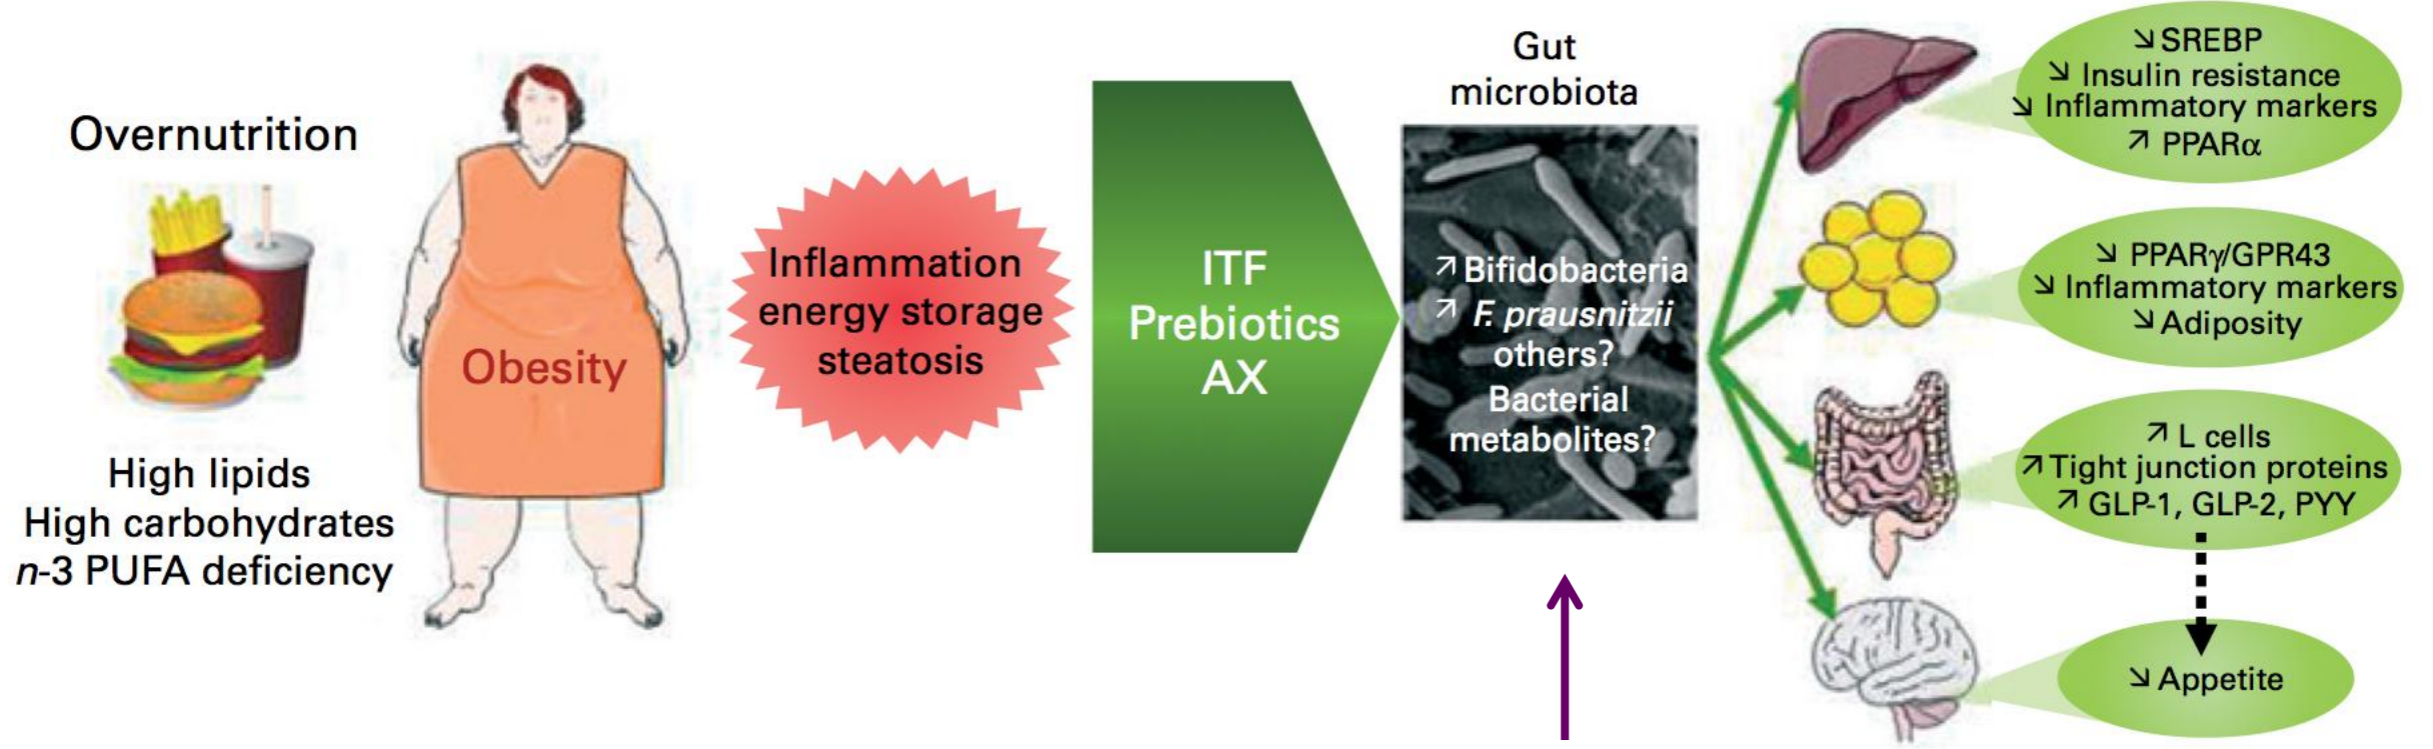 Overnutrition
High lipids
High carbohydrates
n-3 PUFA deficiency
Obesity
Inflammation
energy storage
steatosis
ITF
Prebiotics
AX
Gut
microbiota
↗ Bifidobacteria
↗ F. prausnitzii
others?
Bacterial
metabolites?
↘ SREBP
↘ Insulin resistance
↘ Inflammatory markers
↗ PPARα
↘ PPARγ/GPR43
↘ Inflammatory markers
↘ Adiposity
↗ L cells
↗ Tight junction proteins
↗ GLP-1, GLP-2, PYY
↘ Appetite